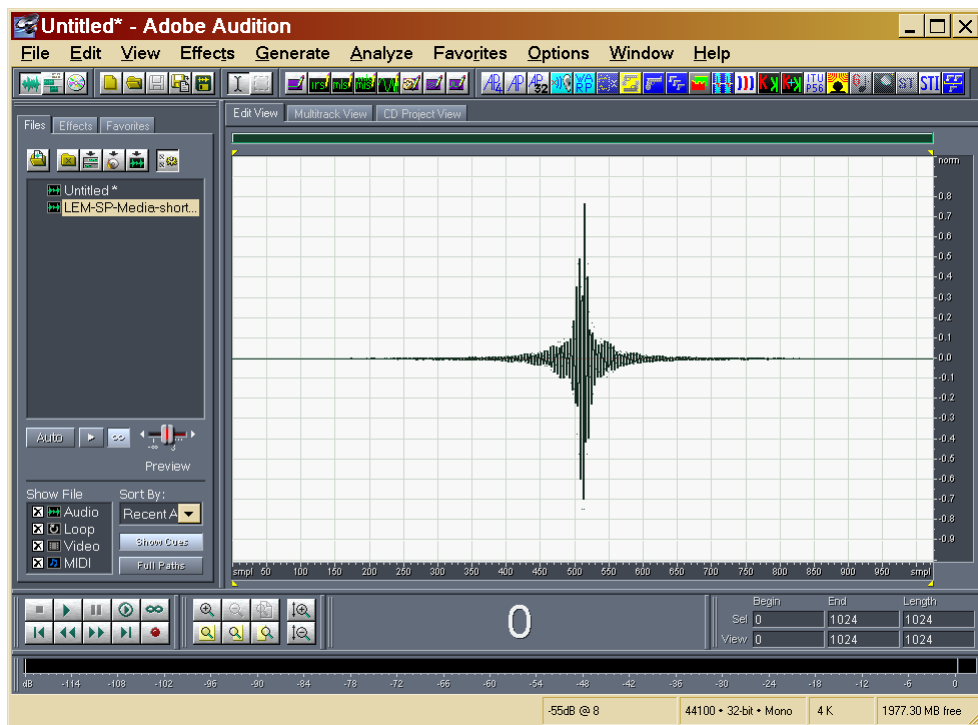 Untitled* - Adobe Audition
File Edit View Effects Generate Analyze Favorites Options Window Help
Edit View Multitrack View CD Project View
Files Effects Favorites
Untitled *
LEM-SP-Media-short...
norm
0.8
0.7
0.6
0.5
0.4
0.3
0.2
0.1
0.0
-0.1
-0.2
-0.3
-0.4
-0.5
-0.6
-0.7
-0.8
-0.9
smpl 50 100 150 200 250 300 350 400 450 500 550 600 650 700 750 800 850 900 950 smpl
Auto
Preview
Show File Sort By:
Audio Recent A
Loop
Show Cues
Video
MIDI Full Paths
0
Begin End Length
Sel 0 1024 1024
View 0 1024 1024
dB -114 -108 -102 -96 -90 -84 -78 -72 -66 -60 -54 -48 -42 -36 -30 -24 -18 -12 -6 0
-55dB @ 8 44100 • 32-bit • Mono 4 K 1977.30 MB free